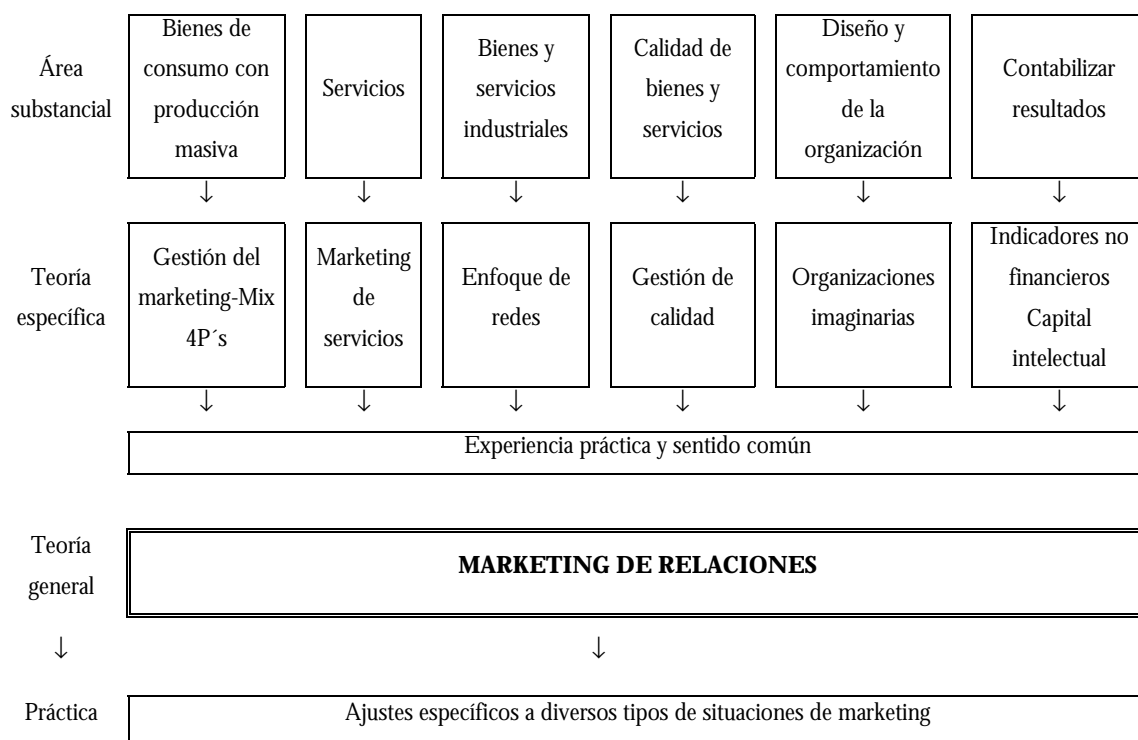 Área
substancial
Bienes de
consumo con
producción
masiva
Servicios
Bienes y
servicios
industriales
Calidad de
bienes y
servicios
Diseño y
comportamiento
de la
organización
Contabilizar
resultados
↓ ↓ ↓ ↓ ↓ ↓
Teoría
específica
Gestión del
marketing-Mix
4P´s
Marketing
de
servicios
Enfoque de
redes
Gestión de
calidad
Organizaciones
imaginarias
Indicadores no
financieros
Capital
intelectual
↓ ↓ ↓ ↓ ↓ ↓
Experiencia práctica y sentido común
Teoría
general
MARKETING DE RELACIONES
↓ ↓
Práctica
Ajustes específicos a diversos tipos de situaciones de marketing